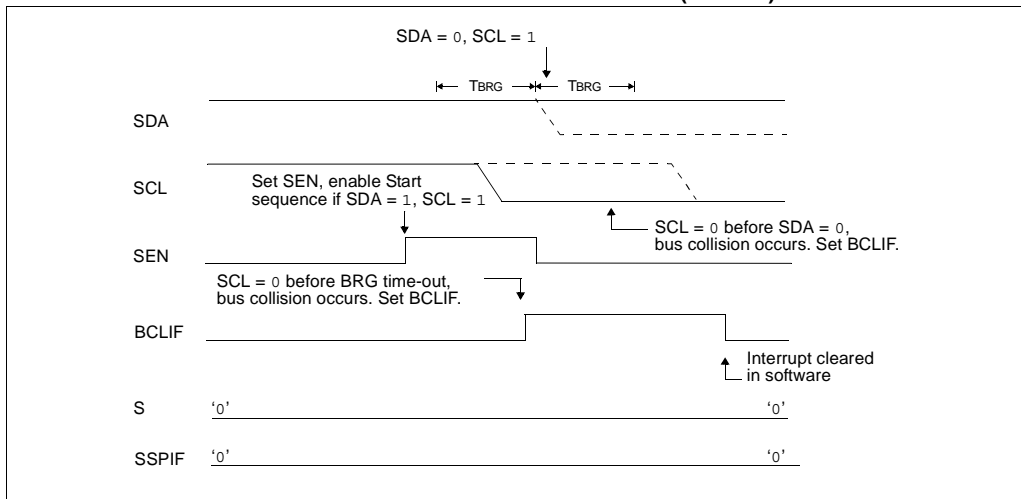 SDA = 0, SCL = 1
TBRG TBRG
SDA
SCL
Set SEN, enable Start
sequence if SDA = 1, SCL = 1
SCL = 0 before SDA = 0,
bus collision occurs. Set BCLIF.
SEN
SCL = 0 before BRG time-out,
bus collision occurs. Set BCLIF.
BCLIF
Interrupt cleared
in software
S ‘0’ ‘0’
SSPIF ‘0’ ‘0’